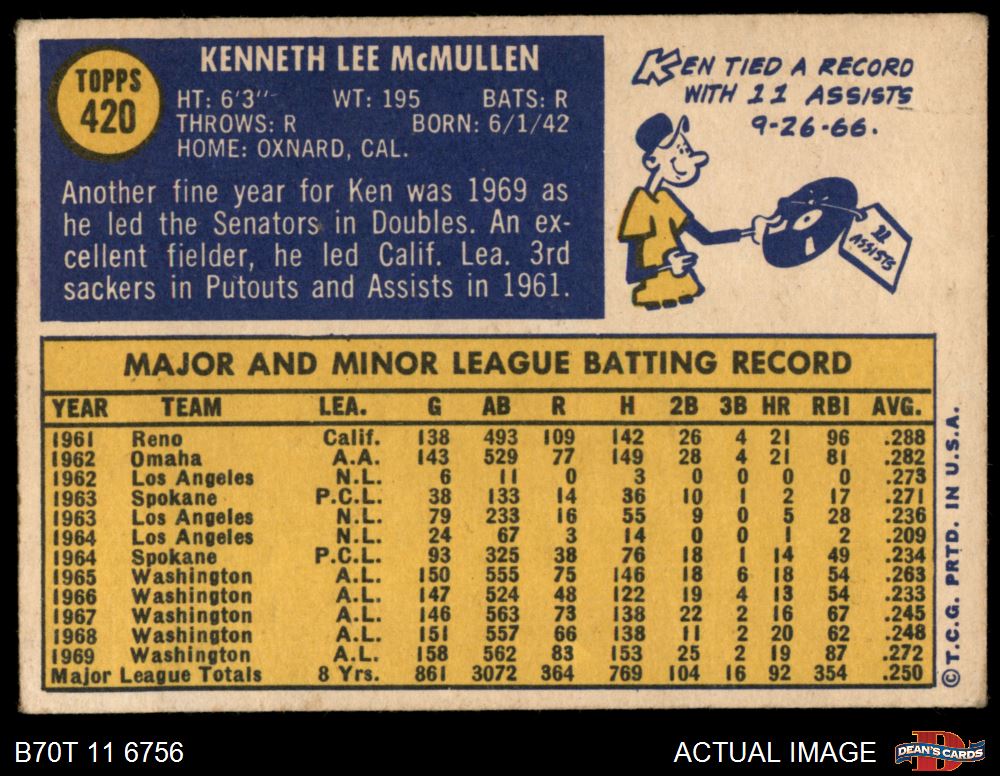 TOPPS
420
KENNETH LEE McMULLEN
HT: 6'3" WT: 195 BATS: R
THROWS: R BORN: 6/1/42
HOME: OXNARD, CAL.
Another fine year for Ken was 1969 as
he led the Senators in Doubles. An ex-
cellent fielder, he led Calif. Lea. 3rd
sackers in Putouts and Assists in 1961.
KEN TIED A RECORD
WITH 11 ASSISTS
9-26-66.
11
ASSISTS
MAJOR AND MINOR LEAGUE BATTING RECORD
YEAR TEAM LEA. G AB R H 2B 3B HR RBI AVG.
1961 Reno Calif. 138 493 109 142 26 4 21 96 .288
1962 Omaha A.A. 143 529 77 149 28 4 21 81 .282
1962 Los Angeles N.L. 6 11 0 3 0 0 0 0 .273
1963 Spokane P.C.L. 38 133 14 36 10 1 2 17 .271
1963 Los Angeles N.L. 79 233 16 55 9 0 5 28 .236
1964 Los Angeles N.L. 24 67 3 14 0 0 1 2 .209
1964 Spokane P.C.L. 93 325 38 76 18 1 14 49 .234
1965 Washington A.L. 150 555 75 146 18 6 18 54 .263
1966 Washington A.L. 147 524 48 122 19 4 13 54 .233
1967 Washington A.L. 146 563 73 138 22 2 16 67 .245
1968 Washington A.L. 151 557 66 138 11 2 20 62 .248
1969 Washington A.L. 158 562 83 153 25 2 19 87 .272
Major League Totals 8 Yrs. 861 3072 364 769 104 16 92 354 .250
© T.C.G. PRTD. IN U.S.A.
B70T 11 6756
ACTUAL IMAGE
D
DEAN'S CARDS